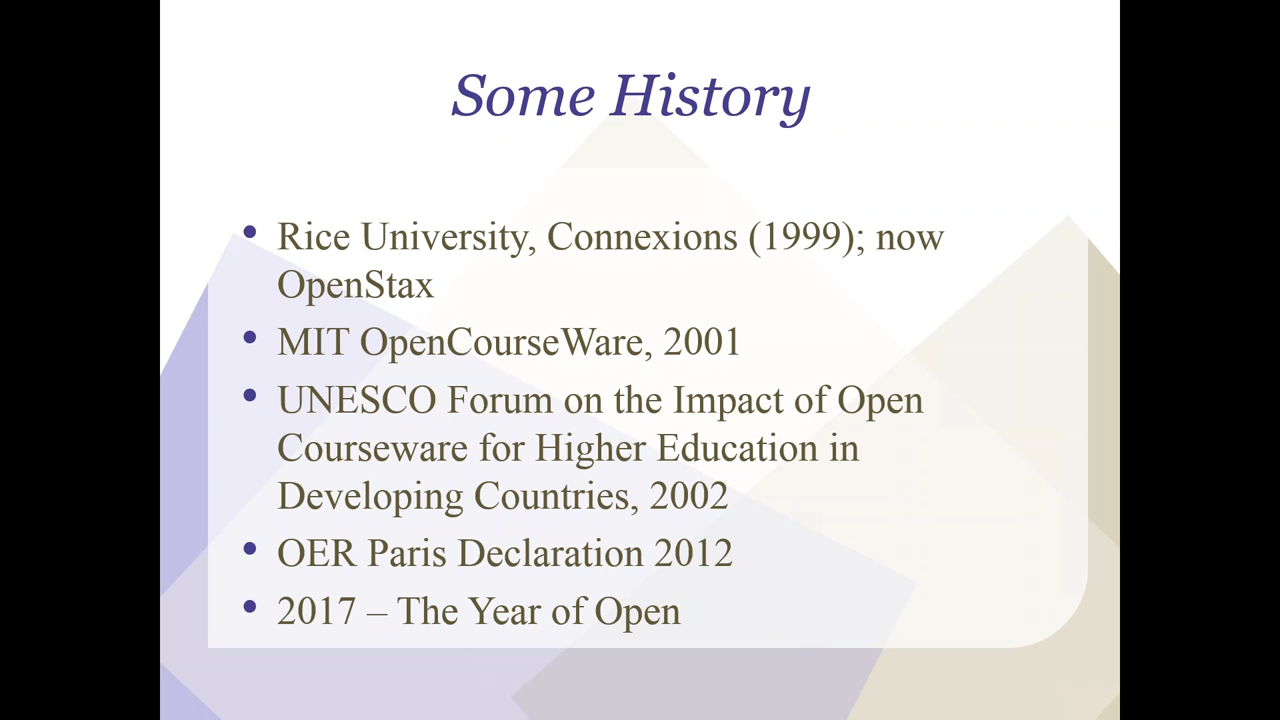 Some History
• Rice University, Connexions (1999); now
OpenStax
• MIT OpenCourseWare, 2001
• UNESCO Forum on the Impact of Open
Courseware for Higher Education in
Developing Countries, 2002
• OER Paris Declaration 2012
• 2017 – The Year of Open